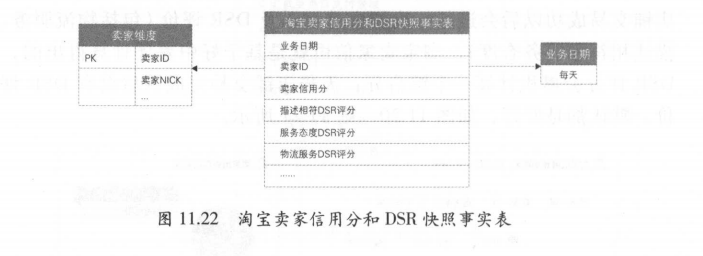 卖家维度
PK 卖家ID
卖家NICK
...
淘宝卖家信用分和DSR快照事实表
业务日期
卖家ID
卖家信用分
描述相符DSR评分
服务态度DSR评分
物流服务DSR评分
......
业务日期
每天
图 11.22 淘宝卖家信用分和 DSR 快照事实表